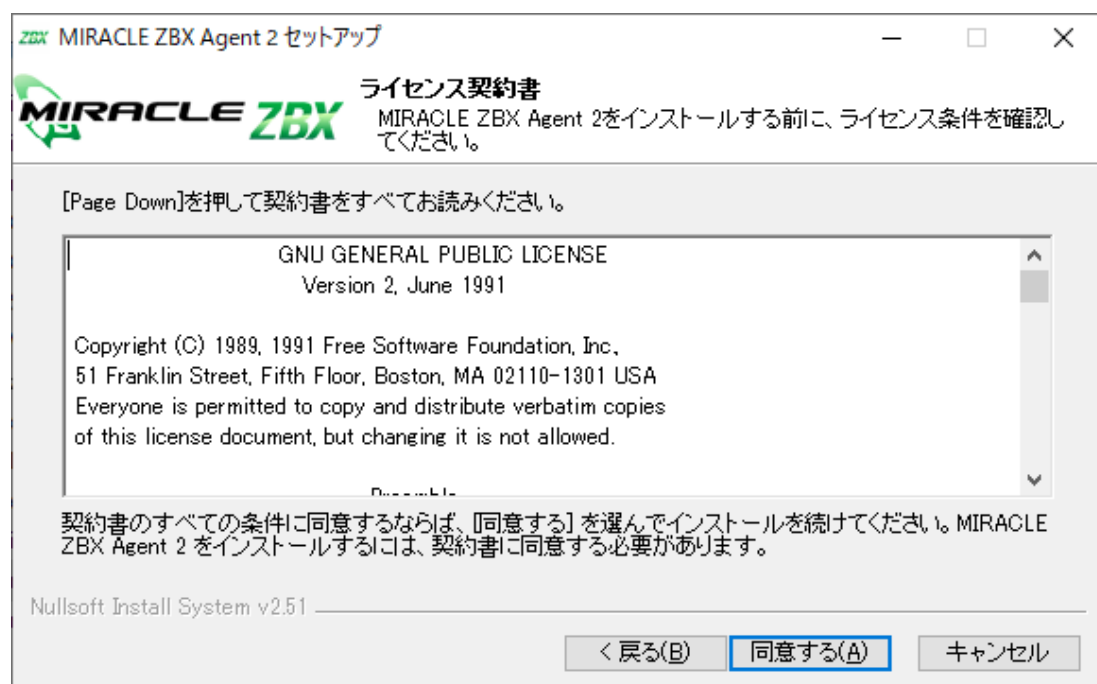 ZBX MIRACLE ZBX Agent 2 セットアップ
MIRACLE ZBX
ライセンス契約書
MIRACLE ZBX Agent 2をインストールする前に、ライセンス条件を確認し
てください。
[Page Down]を押して契約書をすべてお読みください。
GNU GENERAL PUBLIC LICENSE
Version 2, June 1991
Copyright (C) 1989, 1991 Free Software Foundation, Inc.,
51 Franklin Street, Fifth Floor, Boston, MA 02110-1301 USA
Everyone is permitted to copy and distribute verbatim copies
of this license document, but changing it is not allowed.
Preamble
契約書のすべての条件に同意するならば、[同意する] を選んでインストールを続けてください。MIRACLE
ZBX Agent 2 をインストールするには、契約書に同意する必要があります。
Nullsoft Install System v2.51
< 戻る(B)
同意する(A)
キャンセル